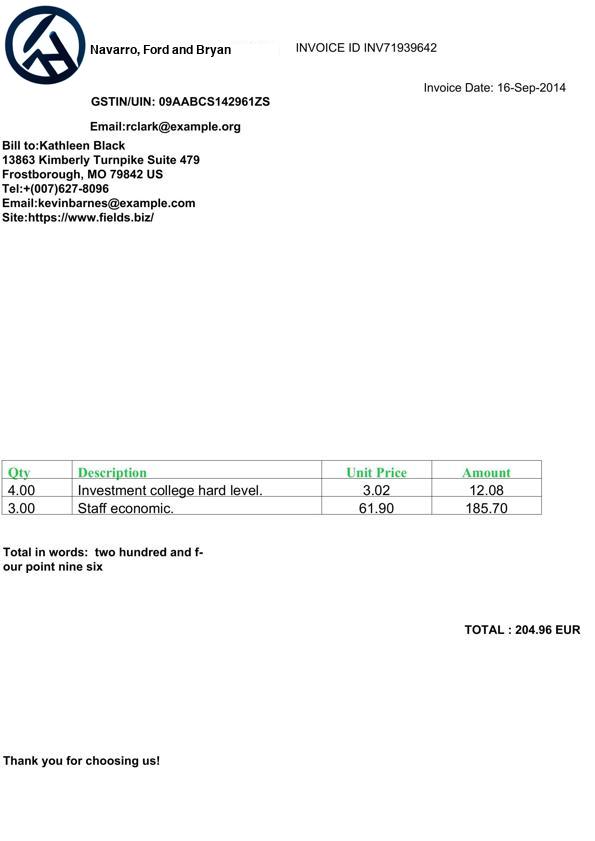 Navarro, Ford and Bryan
INVOICE ID INV71939642
Invoice Date: 16-Sep-2014
GSTIN/UIN: 09AABCS142961ZS
Email:rclark@example.org
Bill to:Kathleen Black
13863 Kimberly Turnpike Suite 479
Frostborough, MO 79842 US
Tel:+(007)627-8096
Email:kevinbarnes@example.com
Site:https://www.fields.biz/
Qty Description Unit Price Amount
4.00 Investment college hard level. 3.02 12.08
3.00 Staff economic. 61.90 185.70
Total in words:  two hundred and f-
our point nine six
TOTAL : 204.96 EUR
Thank you for choosing us!